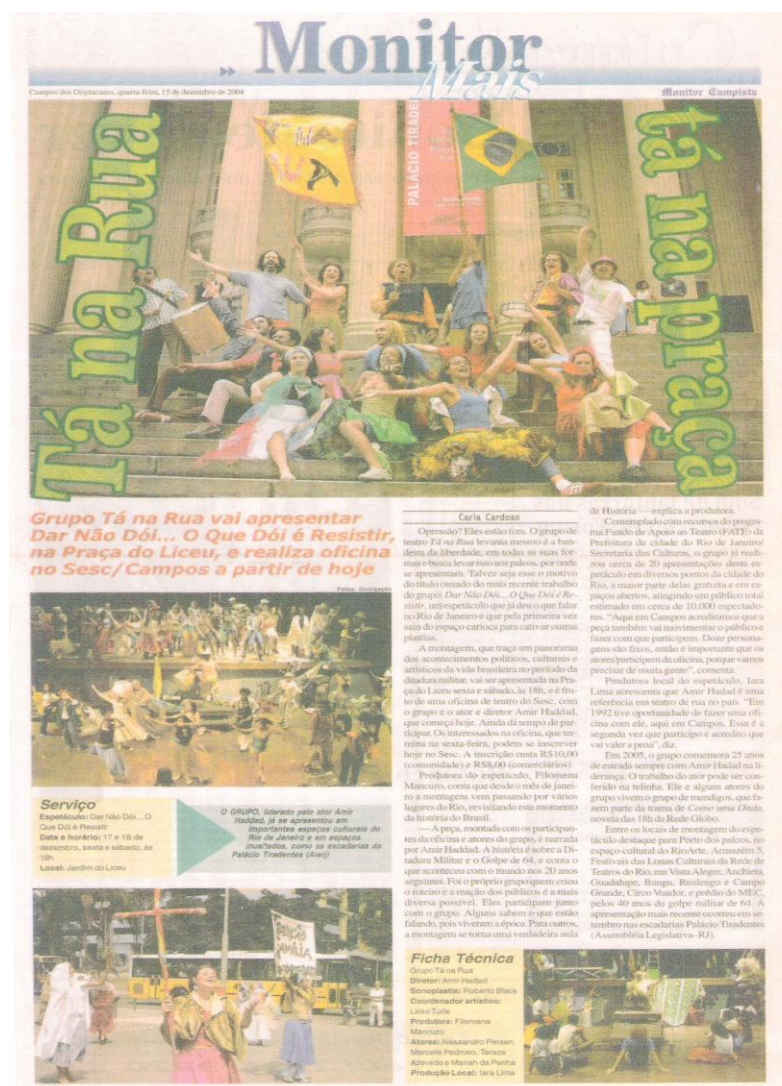 Monitor
Mais
Campos dos Goytacazes, quarta-feira, 15 de dezembro de 2004
Monitor Campista
Tá na Rua
tá na praça
PALÁCIO TIRADEN
Grupo Tá na Rua vai apresentar
Dar Não Dói... O Que Dói é Resistir,
na Praça do Liceu, e realiza oficina
no Sesc/Campos a partir de hoje
Fotos: Divulgação
Serviço
Espetáculo: Dar Não Dói...O
Que Dói é Resistir
Data e horário: 17 e 18 de
dezembro, sexta e sábado, às
18h
Local: Jardim do Liceu
O GRUPO, liderado pelo ator Amir
Haddad, já se apresentou em
importantes espaços culturais do
Rio de Janeiro e em espaços
inusitados, como as escadarias do
Palácio Tiradentes (Alerj)
Carla Cardoso
Opressão? Eles estão fora. O grupo de
teatro Tá na Rua levanta mesmo é a ban-
deira da liberdade, em todas as suas for-
mas e busca levar isso aos palcos, por onde
se apresentam. Talvez seja esse o motivo
do título ousado do mais recente trabalho
do grupo: Dar Não Dói...O Que Dói é Re-
sistir, um espetáculo que já deu o que falar
no Rio de Janeiro e que pela primeira vez
saiu do espaço carioca para cativar outras
platéias.
A montagem, que traça um panorama
dos acontecimentos políticos, culturais e
artísticos da vida brasileira no período da
ditadura militar, vai ser apresentada na Pra-
ça do Liceu sexta e sábado, às 18h, e é fru-
to de uma oficina de teatro do Sesc, com
o grupo e o ator e diretor Amir Haddad,
que começa hoje. Ainda dá tempo de par-
ticipar. Os interessados na oficina, que ter-
mina na sexta-feira, podem se inscrever
hoje no Sesc. A inscrição custa R$10,00
(comunidade) e R$8,00 (comerciários).
Produtora do espetáculo, Filomena
Mancuzo, conta que desde o mês de janei-
ro a montagem vem passando por vários
lugares do Rio, revisitando este momento
da história do Brasil.
— A peça, montada com os participan-
tes da oficina e atores do grupo, é narrada
por Amir Haddad. A história é sobre a Di-
tadura Militar e o Golpe de 64, e conta o
que aconteceu com o mundo nos 20 anos
seguintes. Foi o próprio grupo quem criou
o roteiro e a reação dos públicos é a mais
diversa possível. Eles participam junto
com o grupo. Alguns sabem o que estão
falando, pois viveram a época. Para outros,
a montagem se torna uma verdadeira aula
de História — explica a produtora.
Contemplado com recursos do progra-
ma Fundo de Apoio ao Teatro (FATE) da
Prefeitura da cidade do Rio de Janeiro/
Secretaria das Culturas, o grupo já reali-
zou cerca de 20 apresentações deste es-
petáculo em diversos pontos da cidade do
Rio, a maior parte delas gratuita e em es-
paços abertos, atingindo um público total
estimado em cerca de 10.000 espectado-
res. "Aqui em Campos acreditamos que a
peça também vai movimentar o público e
fazer com que participem. Doze persona-
gens são fixos, então é importante que os
atores participem da oficina, porque vamos
precisar de muita gente", comenta.
Produtora local do espetáculo, Iara
Lima acrescenta que Amir Hadad é uma
referência em teatro de rua no país. "Em
1992 tive oportunidade de fazer uma ofi-
cina com ele, aqui em Campos. Essa é a
segunda vez que participo e acredito que
vai valer a pena", diz.
Em 2005, o grupo comemora 25 anos
de estrada sempre com Amir Hadad na li-
derança. O trabalho do ator pode ser con-
ferido na telinha. Ele e alguns atores do
grupo vivem o grupo de mendigos, que fa-
zem parte da trama de Como uma Onda,
novela das 18h da Rede Globo.
Entre os locais de montagem do espe-
táculo destaque para Porto dos palcos, no
espaço cultural do RioArte, Armazém 5,
Festivais das Lonas Culturais da Rede de
Teatros do Rio, em Vista Alegre, Anchieta,
Guadalupe, Bangu, Realengo e Campo
Grande, Circo Voador, e prédio do MEC,
pelos 40 anos do golpe militar de 64. A
apresentação mais recente ocorreu em se-
tembro nas escadarias Palácio Tiradentes
(Assembléia Legislativa–RJ).
Ficha Técnica
Grupo Tá na Rua
Diretor: Amir Hadad
Sonoplastia: Roberto Black
Coordenador artístico:
Licko Turle
Produtora: Filomena
Mancuzo
Atores: Alessandro Persan,
Marcelle Pedroso, Tereza
Azevedo e Mariah da Penha
Produção Local: Iara Lima